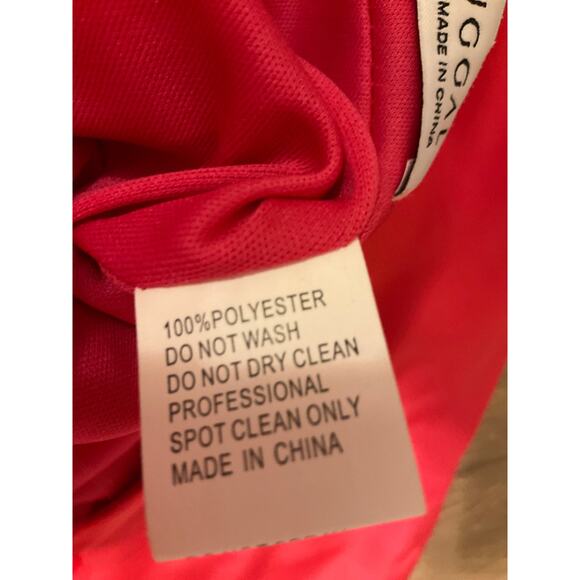 MADE IN CHINA
100%POLYESTER
DO NOT WASH
DO NOT DRY CLEAN
PROFESSIONAL
SPOT CLEAN ONLY
MADE IN CHINA